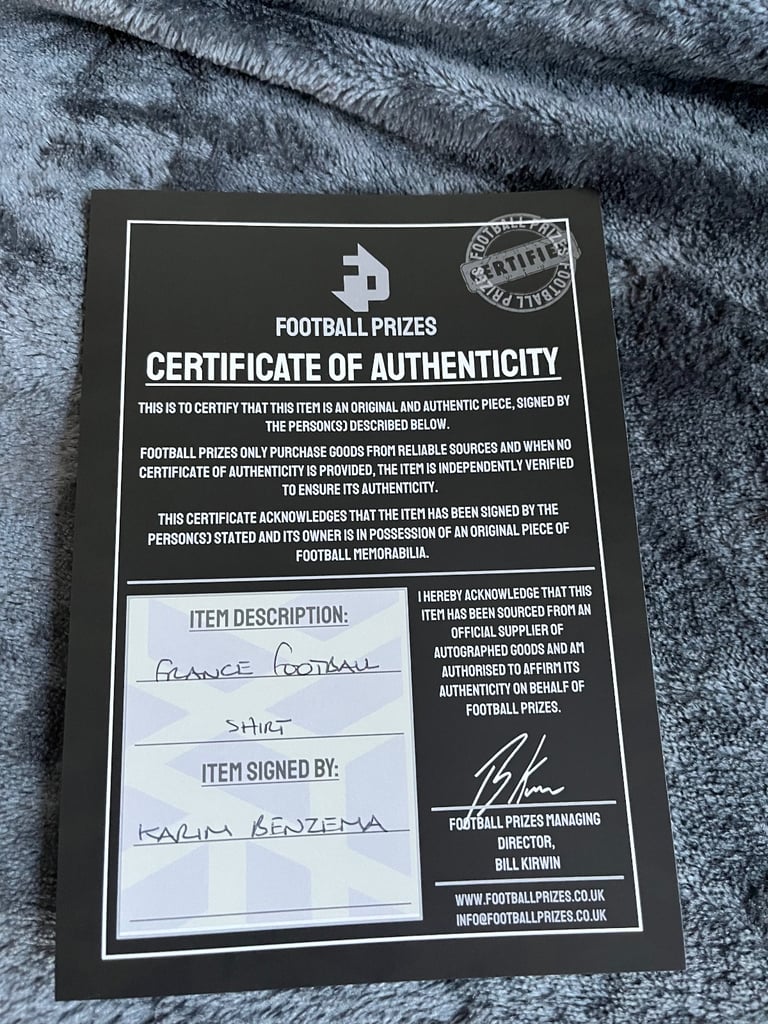 FOOTBALL PRIZES
CERTIFIED
FOOTBALL PRIZES
FOOTBALL PRIZES
CERTIFICATE OF AUTHENTICITY
THIS IS TO CERTIFY THAT THIS ITEM IS AN ORIGINAL AND AUTHENTIC PIECE, SIGNED BY
THE PERSON(S) DESCRIBED BELOW.
FOOTBALL PRIZES ONLY PURCHASE GOODS FROM RELIABLE SOURCES AND WHEN NO
CERTIFICATE OF AUTHENTICITY IS PROVIDED, THE ITEM IS INDEPENDENTLY VERIFIED
TO ENSURE ITS AUTHENTICITY.
THIS CERTIFICATE ACKNOWLEDGES THAT THE ITEM HAS BEEN SIGNED BY THE
PERSON(S) STATED AND ITS OWNER IS IN POSSESSION OF AN ORIGINAL PIECE OF
FOOTBALL MEMORABILIA.
ITEM DESCRIPTION:
FRANCE FOOTBALL
SHIRT
ITEM SIGNED BY:
KARIM BENZEMA
I HEREBY ACKNOWLEDGE THAT THIS
ITEM HAS BEEN SOURCED FROM AN
OFFICIAL SUPPLIER OF
AUTOGRAPHED GOODS AND AM
AUTHORISED TO AFFIRM ITS
AUTHENTICITY ON BEHALF OF
FOOTBALL PRIZES.
FOOTBALL PRIZES MANAGING
DIRECTOR,
BILL KIRWIN
WWW.FOOTBALLPRIZES.CO.UK
INFO@FOOTBALLPRIZES.CO.UK